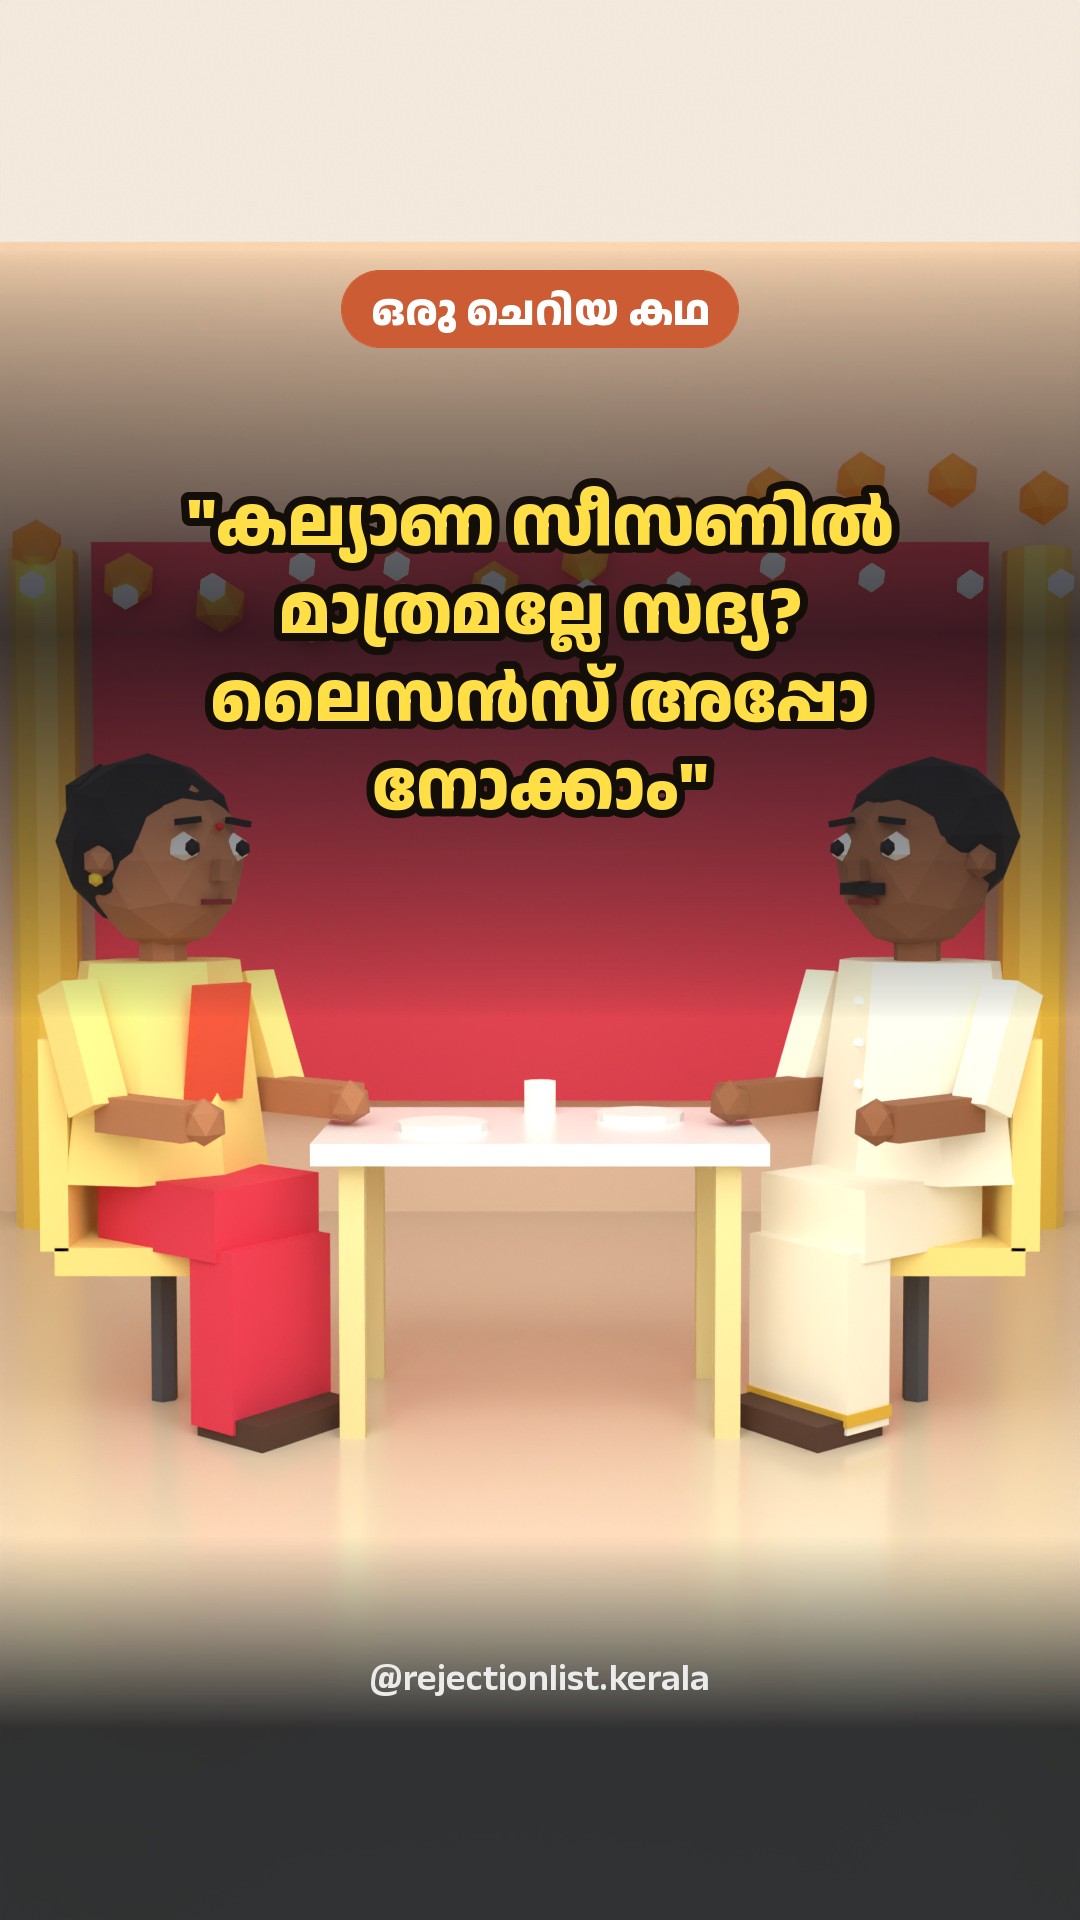 ഒരു ചെറിയ കഥ
"കല്യാണ സീസണിൽ
മാത്രമല്ലേ സദ്യ?
ലൈസൻസ് അപ്പോ
നോക്കാം"
@rejectionlist.kerala